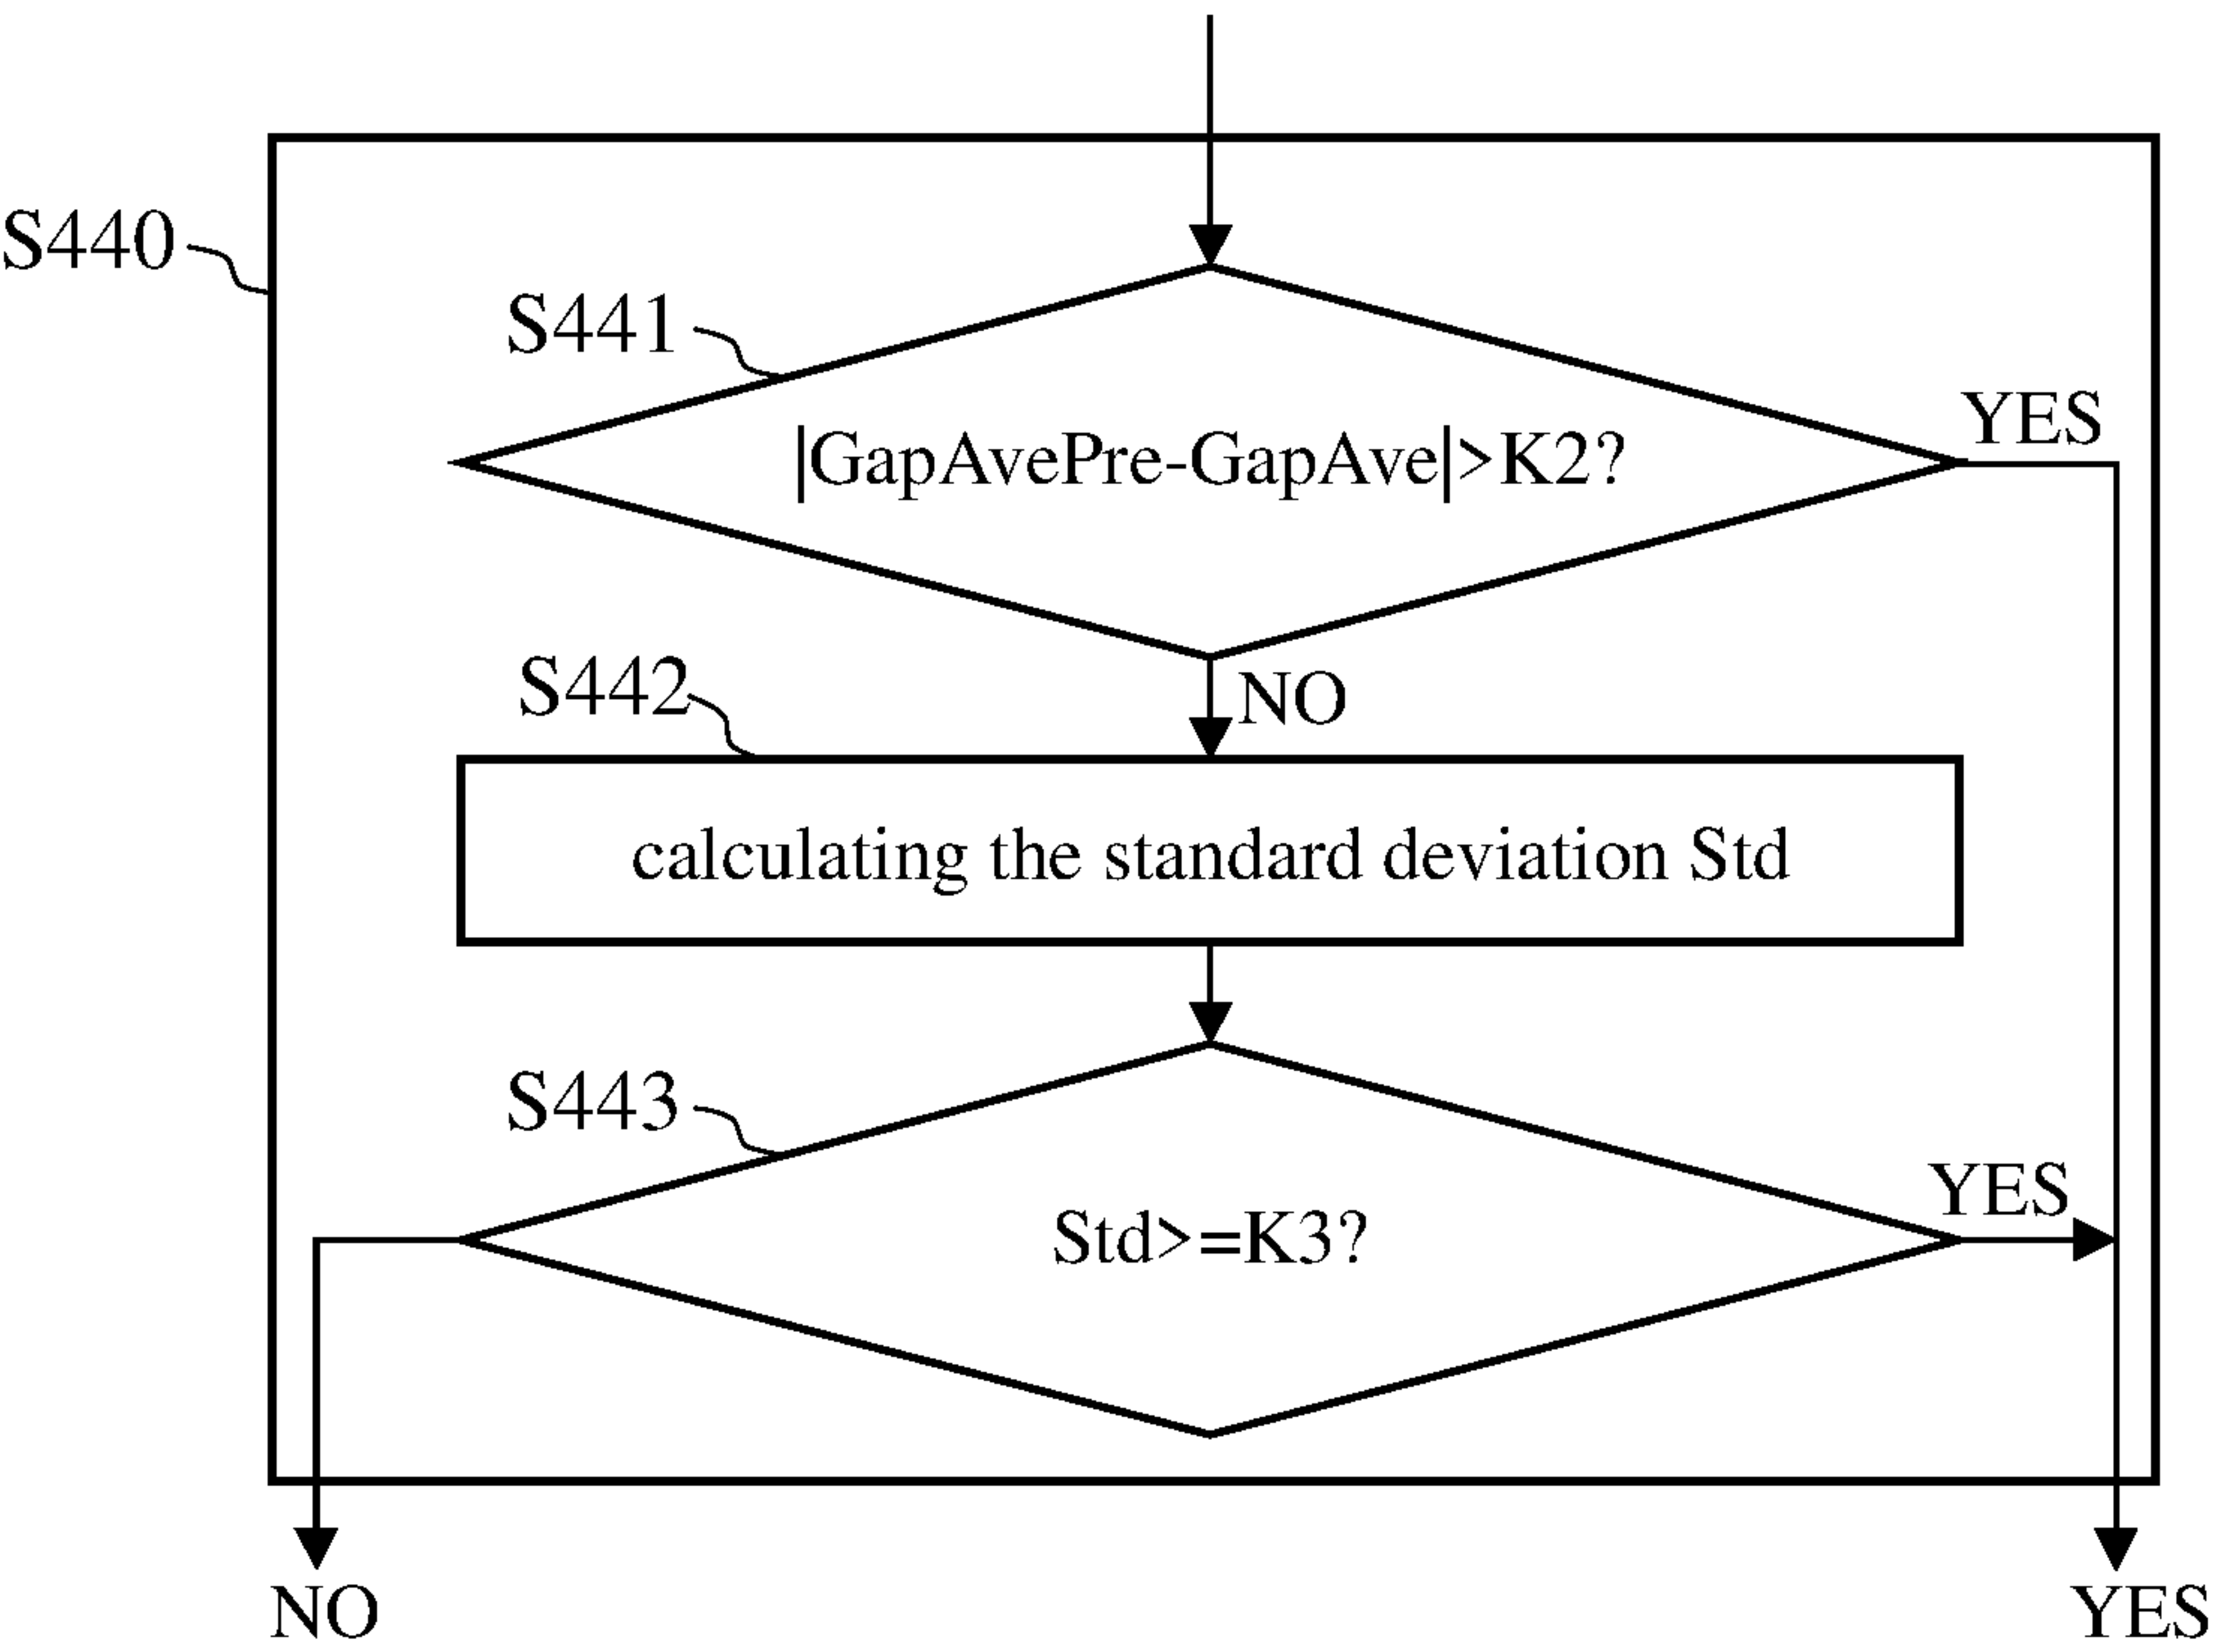 S440
S441
|GapAvePre-GapAve|>K2?
YES
NO
S442
calculating the standard deviation Std
S443
Std>=K3?
YES
NO
YES